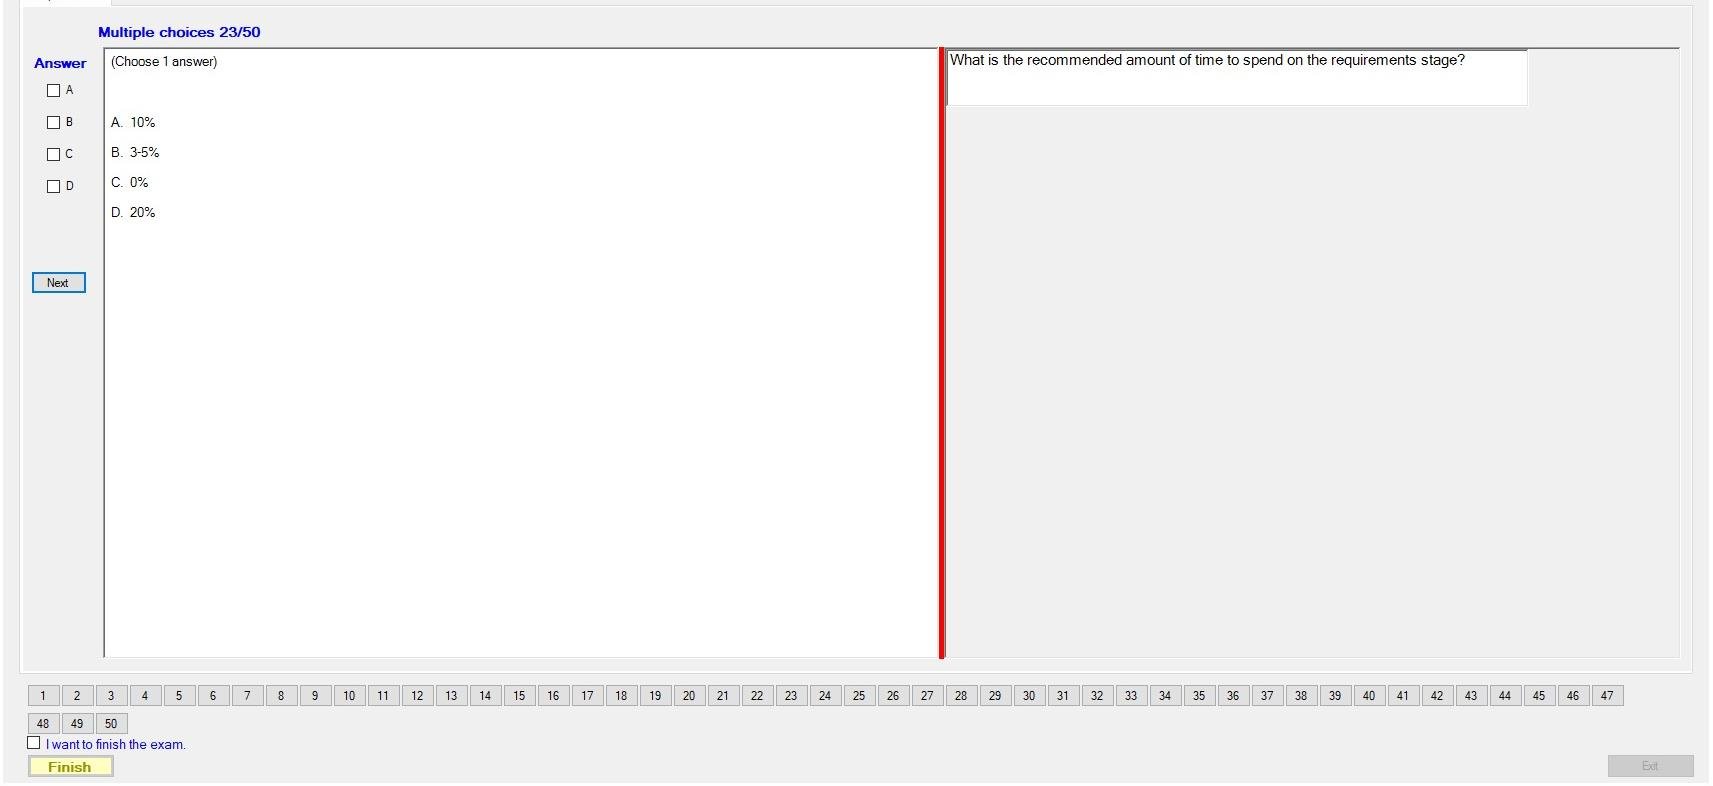 Multiple choices 23/50
Answer
(Choose 1 answer)
What is the recommended amount of time to spend on the requirements stage?
A
B
C
D
A. 10%
B. 3-5%
C. 0%
D. 20%
Next
1 2 3 4 5 6 7 8 9 10 11 12 13 14 15 16 17 18 19 20 21 22 23 24 25 26 27 28 29 30 31 32 33 34 35 36 37 38 39 40 41 42 43 44 45 46 47
48 49 50
I want to finish the exam.
Finish
Exit